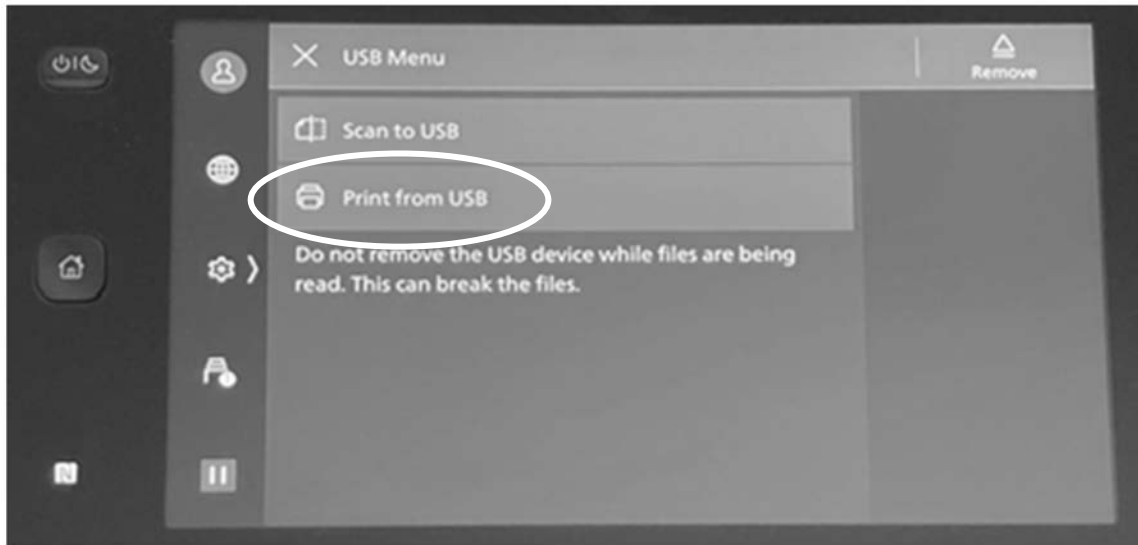 USB Menu
Remove
Scan to USB
Print from USB
Do not remove the USB device while files are being
read. This can break the files.